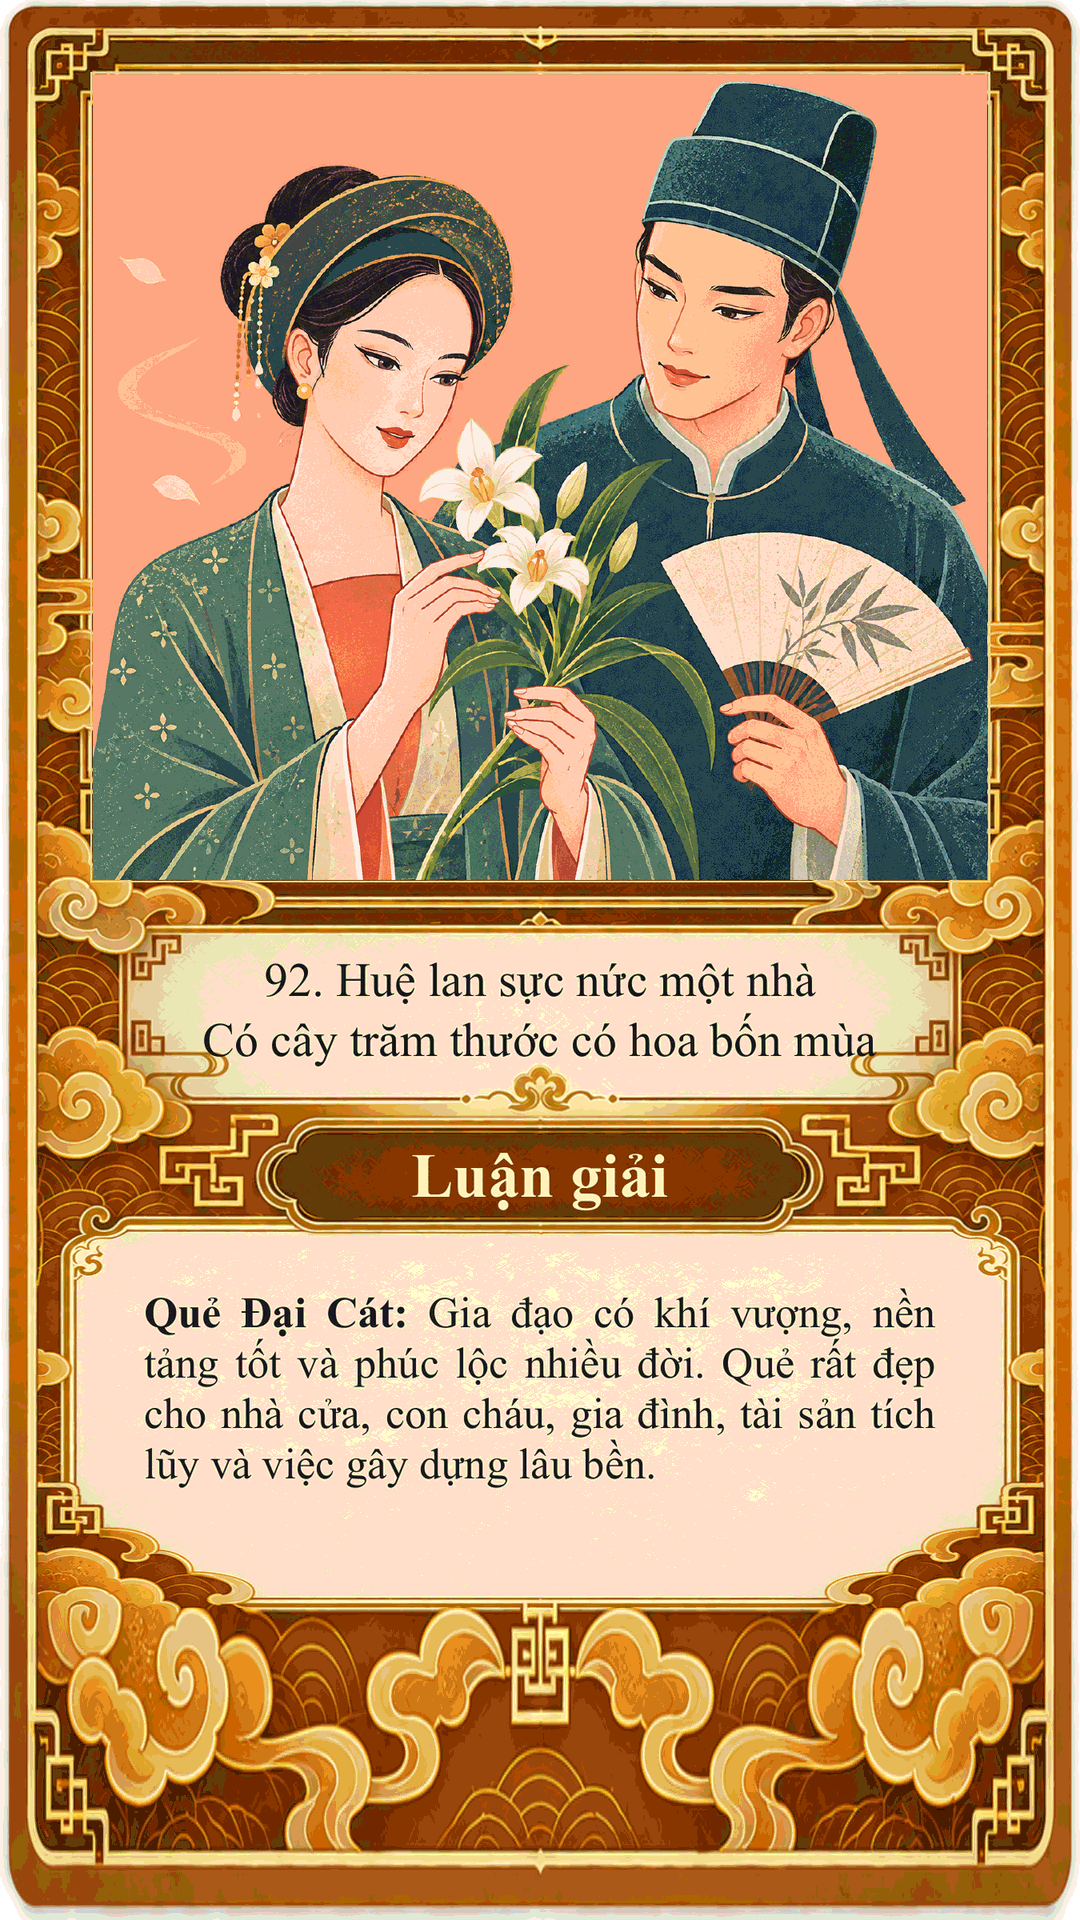 92. Huệ lan sực nức một nhà
Có cây trăm thước có hoa bốn mùa
Luận giải
Quẻ Đại Cát: Gia đạo có khí vượng, nền
tảng tốt và phúc lộc nhiều đời. Quẻ rất đẹp
cho nhà cửa, con cháu, gia đình, tài sản tích
lũy và việc gây dựng lâu bền.